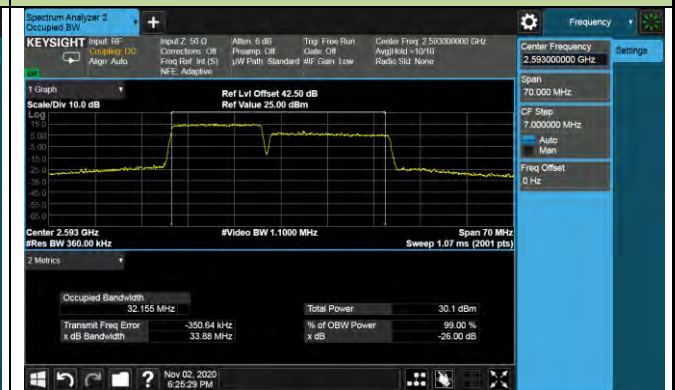 Spectrum Analyzer 2
Occupied BW
+
Frequency
KEYSIGHT
Input: RF
Coupling: DC
Align: Auto
Input Z: 50 Ω
Corrections: Off
Freq Ref: Int (S)
NFE: Adaptive
Atten: 6 dB
Preamp: Off
µW Path: Standard
Trig: Free Run
Gate: Off
#IF Gain: Low
Center Freq: 2.593000000 GHz
Avg|Hold:>10/10
Radio Std: None
Center Frequency
2.593000000 GHz
Settings
Span
70.000 MHz
CF Step
7.000000 MHz
Auto
Man
Freq Offset
0 Hz
1 Graph
Scale/Div 10.0 dB
Ref Lvl Offset 42.50 dB
Ref Value 25.00 dBm
Log
15.0
5.00
-5.00
-15.0
-25.0
-35.0
-45.0
-55.0
-65.0
Center 2.593 GHz
#Res BW 360.00 kHz
#Video BW 1.1000 MHz
Span 70 MHz
Sweep 1.07 ms (2001 pts)
2 Metrics
Occupied Bandwidth
32.155 MHz
Total Power
30.1 dBm
Transmit Freq Error
-350.64 kHz
% of OBW Power
99.00 %
x dB Bandwidth
33.88 MHz
x dB
-26.00 dB
?
Nov 02, 2020
6:25:29 PM